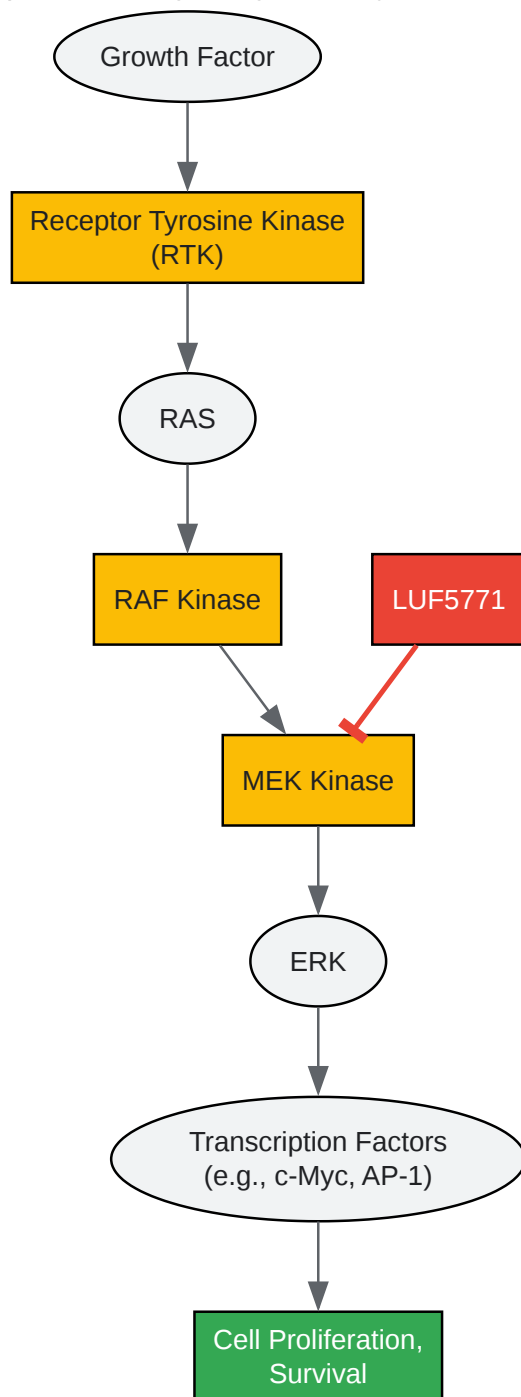 Growth Factor
Receptor Tyrosine Kinase
(RTK)
RAS
RAF Kinase
LUF5771
MEK Kinase
ERK
Transcription Factors
(e.g., c-Myc, AP-1)
Cell Proliferation,
Survival